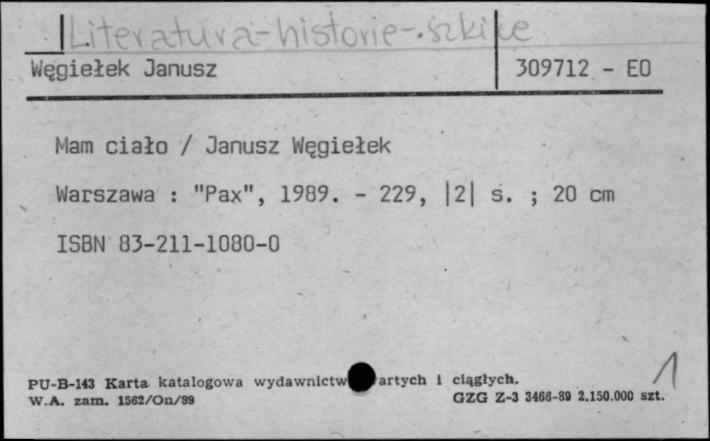 Literatura-historie-szkice
Węgiełek Janusz 309712 - EO
Mam ciało / Janusz Węgiełek
Warszawa : "Pax", 1989. - 229, |2| s. ; 20 cm
ISBN 83-211-1080-0
PU-B-143 Karta katalogowa wydawnictw artych i ciągłych.
W.A. zam. 1562/On/89 GZG Z-3 3466-89 2.150.000 szt.
1